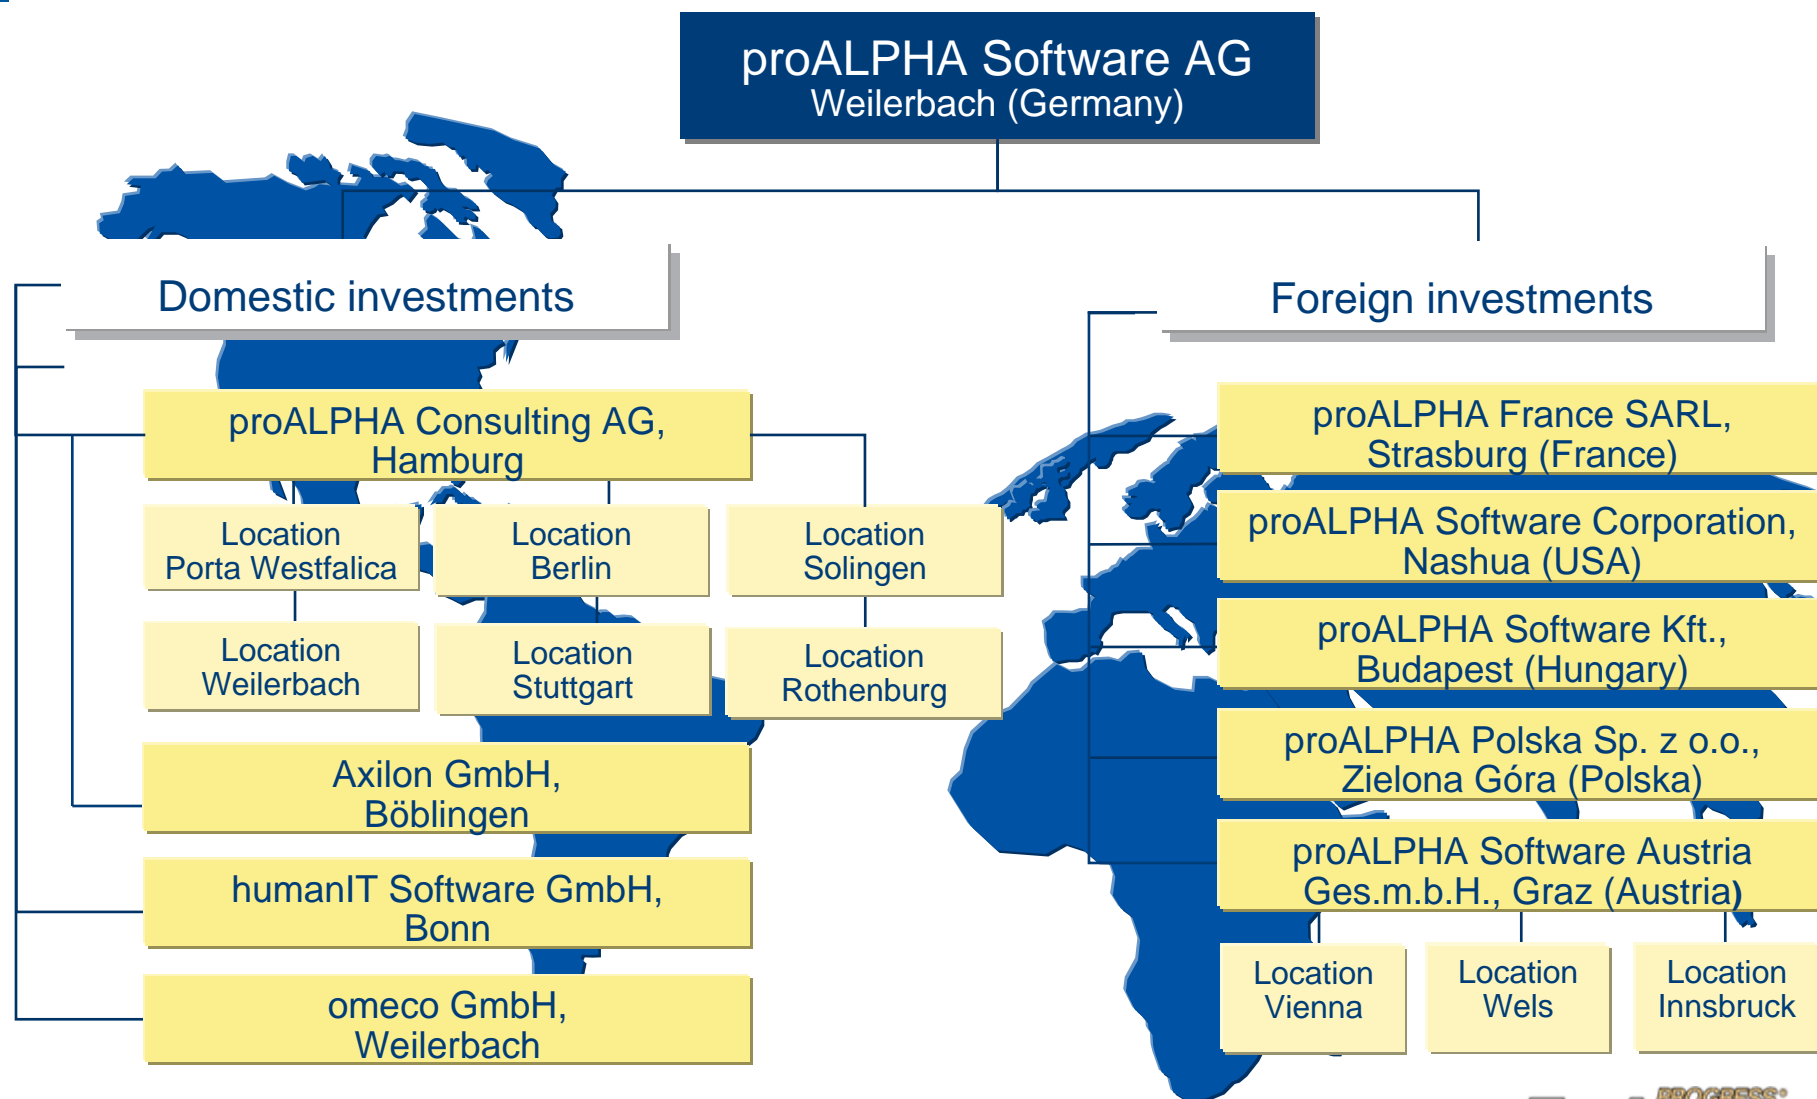 proALPHA Software AG
Weilerbach (Germany)
Domestic investments
proALPHA Consulting AG,
Hamburg
Location
Porta Westfalica
Location
Berlin
Location
Solingen
Location
Weilerbach
Location
Stuttgart
Location
Rothenburg
Axilon GmbH,
Böblingen
humanIT Software GmbH,
Bonn
omeco GmbH,
Weilerbach
Foreign investments
proALPHA France SARL,
Strasburg (France)
proALPHA Software Corporation,
Nashua (USA)
proALPHA Software Kft.,
Budapest (Hungary)
proALPHA Polska Sp. z o.o.,
Zielona Góra (Polska)
proALPHA Software Austria
Ges.m.b.H., Graz (Austria)
Location
Vienna
Location
Wels
Location
Innsbruck
PROGRESS